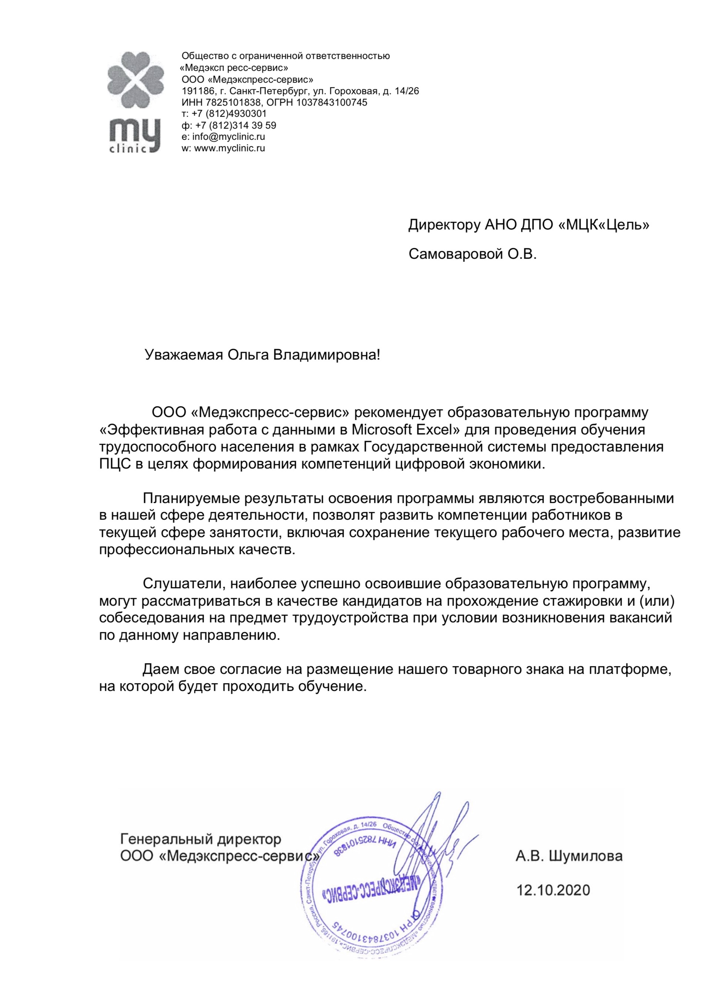 Общество с ограниченной ответственностью
«Медэксп ресс-сервис»
ООО «Медэкспресс-сервис»
191186, г. Санкт-Петербург, ул. Гороховая, д. 14/26
ИНН 7825101838, ОГРН 1037843100745
т: +7 (812)4930301
ф: +7 (812)314 39 59
e: info@myclinic.ru
w: www.myclinic.ru
my
clinic
Директору АНО ДПО «МЦК«Цель»
Самоваровой О.В.
Уважаемая Ольга Владимировна!
ООО «Медэкспресс-сервис» рекомендует образовательную программу
«Эффективная работа с данными в Microsoft Excel» для проведения обучения
трудоспособного населения в рамках Государственной системы предоставления
ПЦС в целях формирования компетенций цифровой экономики.
Планируемые результаты освоения программы являются востребованными
в нашей сфере деятельности, позволят развить компетенции работников в
текущей сфере занятости, включая сохранение текущего рабочего места, развитие
профессиональных качеств.
Слушатели, наиболее успешно освоившие образовательную программу,
могут рассматриваться в качестве кандидатов на прохождение стажировки и (или)
собеседования на предмет трудоустройства при условии возникновения вакансий
по данному направлению.
Даем свое согласие на размещение нашего товарного знака на платформе,
на которой будет проходить обучение.
Генеральный директор
ООО «Медэкспресс-сервис»
А.В. Шумилова
12.10.2020
Общество с ограниченной ответственностью «МЕДЭКСПРЕСС-СЕРВИС», 191186, Россия, Санкт-Петербург, ул. Гороховая, д. 14/26
ИНН 7825101838
«МЕДЭКСПРЕСС-СЕРВИС»
ОГРН 1037843100745